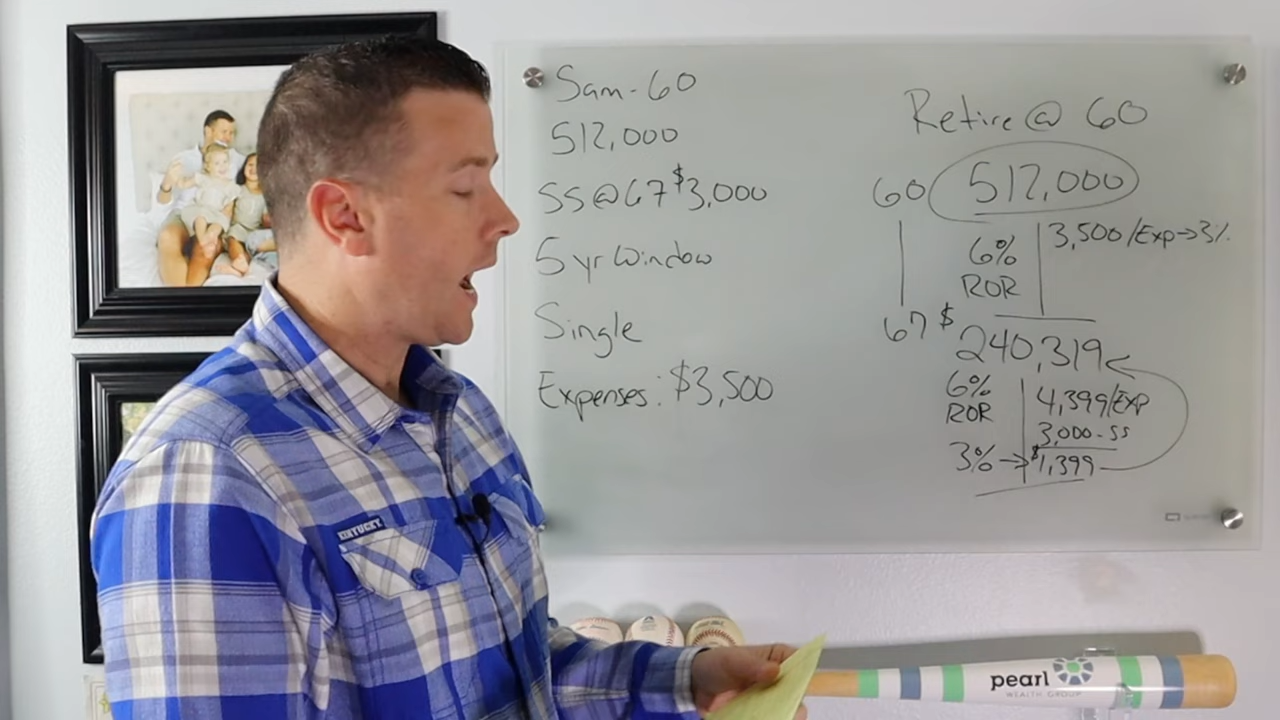 Sam - 60
512,000
SS@67 $3,000
5 yr Window
Single
Expenses: $3,500
Retire @ 60
60 512,000
6% ROR
3,500/Exp→3%
67 $240,319
6% ROR
4,399/EXP
3,000-SS
3%→$1,399
KENTUCKY
pearl
WEALTH GROUP